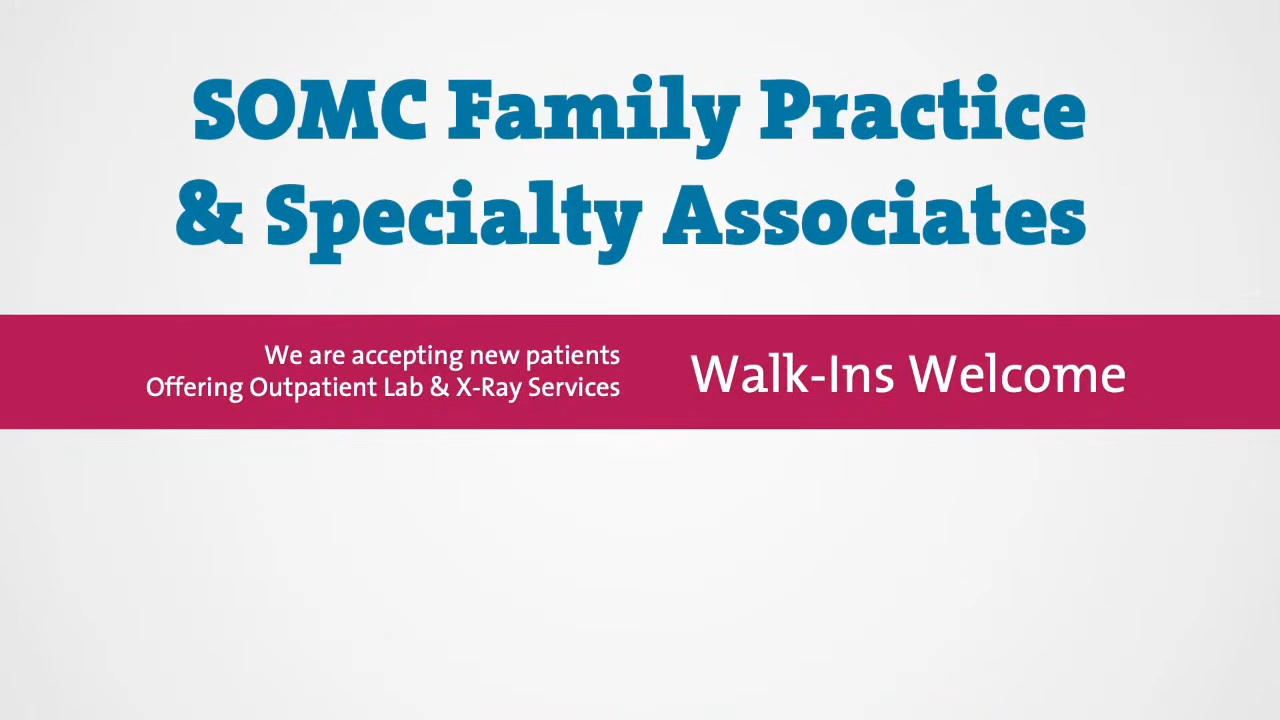 SOMC Family Practice
& Specialty Associates
We are accepting new patients
Offering Outpatient Lab & X-Ray Services
Walk-Ins Welcome